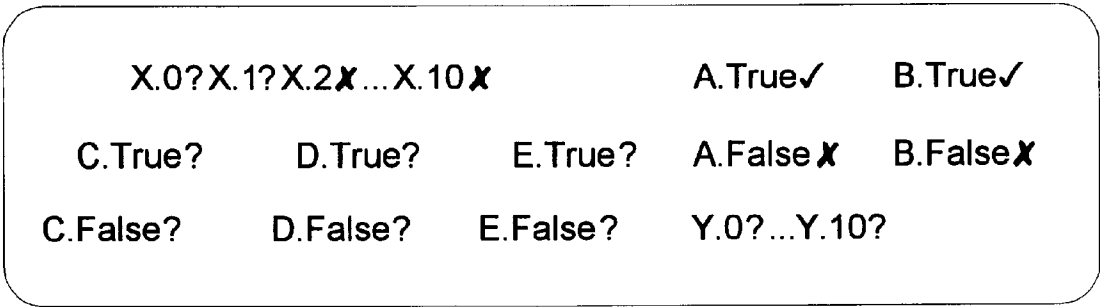 X.0? X.1? X.2✗ ... X.10✗ A.True✓ B.True✓
C.True? D.True? E.True? A.False✗ B.False✗
C.False? D.False? E.False? Y.0? ... Y.10?